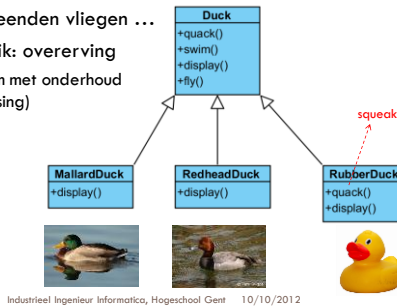 eenden vliegen ...
ik: overerving
n met onderhoud
sing)
Duck
+quack()
+swim()
+display()
+fly()
squeak
MallardDuck
+display()
RedheadDuck
+display()
RubberDuck
+quack()
+display()
Industrieel Ingenieur Informatica, Hogeschool Gent 10/10/2012